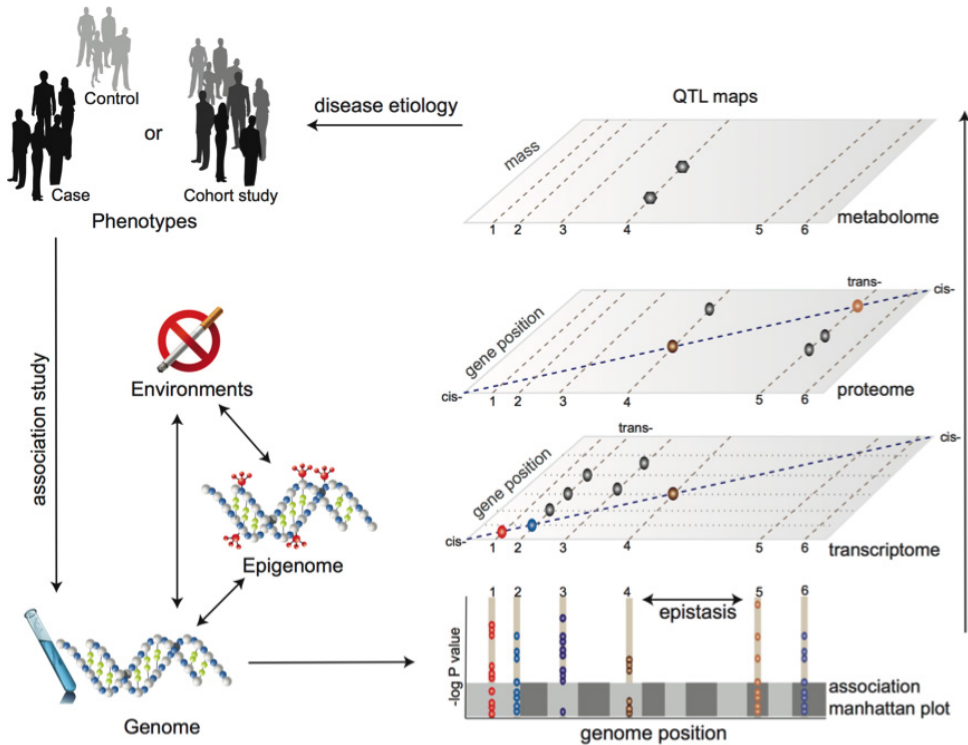 Control
or
Case
Cohort study
Phenotypes
disease etiology
association study
Environments
Epigenome
Genome
QTL maps
mass
1 2 3 4 5 6
metabolome
trans-
cis-
gene position
cis-
1 2 3 4 5 6
proteome
trans-
cis-
gene position
cis-
1 2 3 4 5 6
transcriptome
1 2 3 4 5 6
epistasis
-log P value
association
manhattan plot
genome position